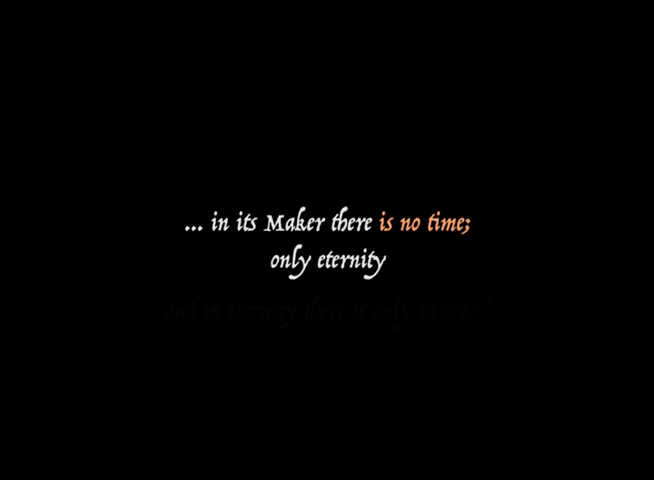 ... in its Maker there is no time;
only eternity
and in eternity there is only